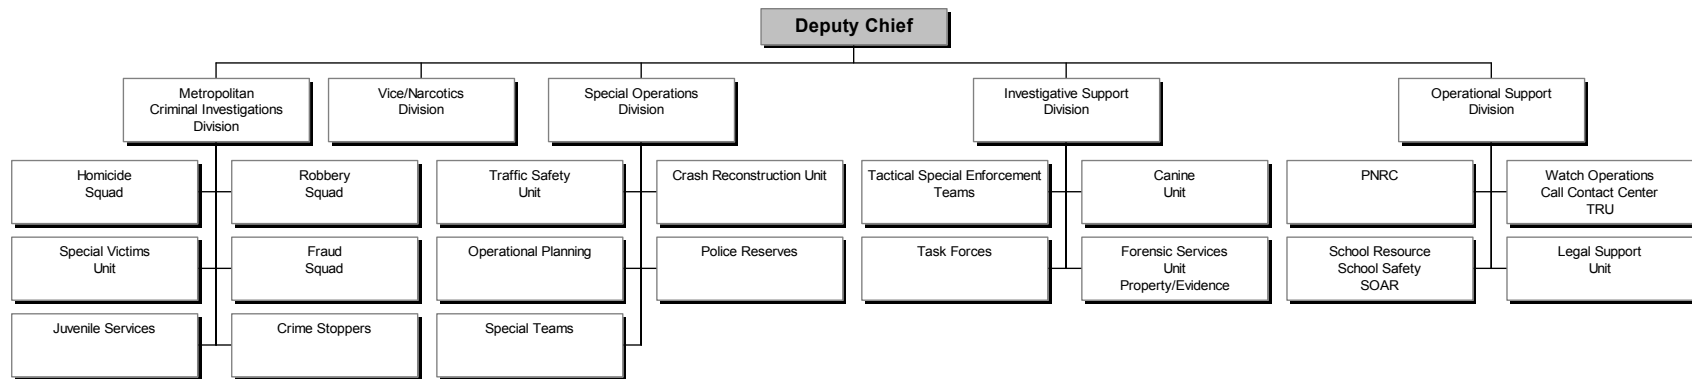 Deputy Chief
Metropolitan
Criminal Investigations
Division
Vice/Narcotics
Division
Special Operations
Division
Investigative Support
Division
Operational Support
Division
Homicide
Squad
Robbery
Squad
Traffic Safety
Unit
Crash Reconstruction Unit
Tactical Special Enforcement
Teams
Canine
Unit
PNRC
Watch Operations
Call Contact Center
TRU
Special Victims
Unit
Fraud
Squad
Operational Planning
Police Reserves
Task Forces
Forensic Services
Unit
Property/Evidence
School Resource
School Safety
SOAR
Legal Support
Unit
Juvenile Services
Crime Stoppers
Special Teams